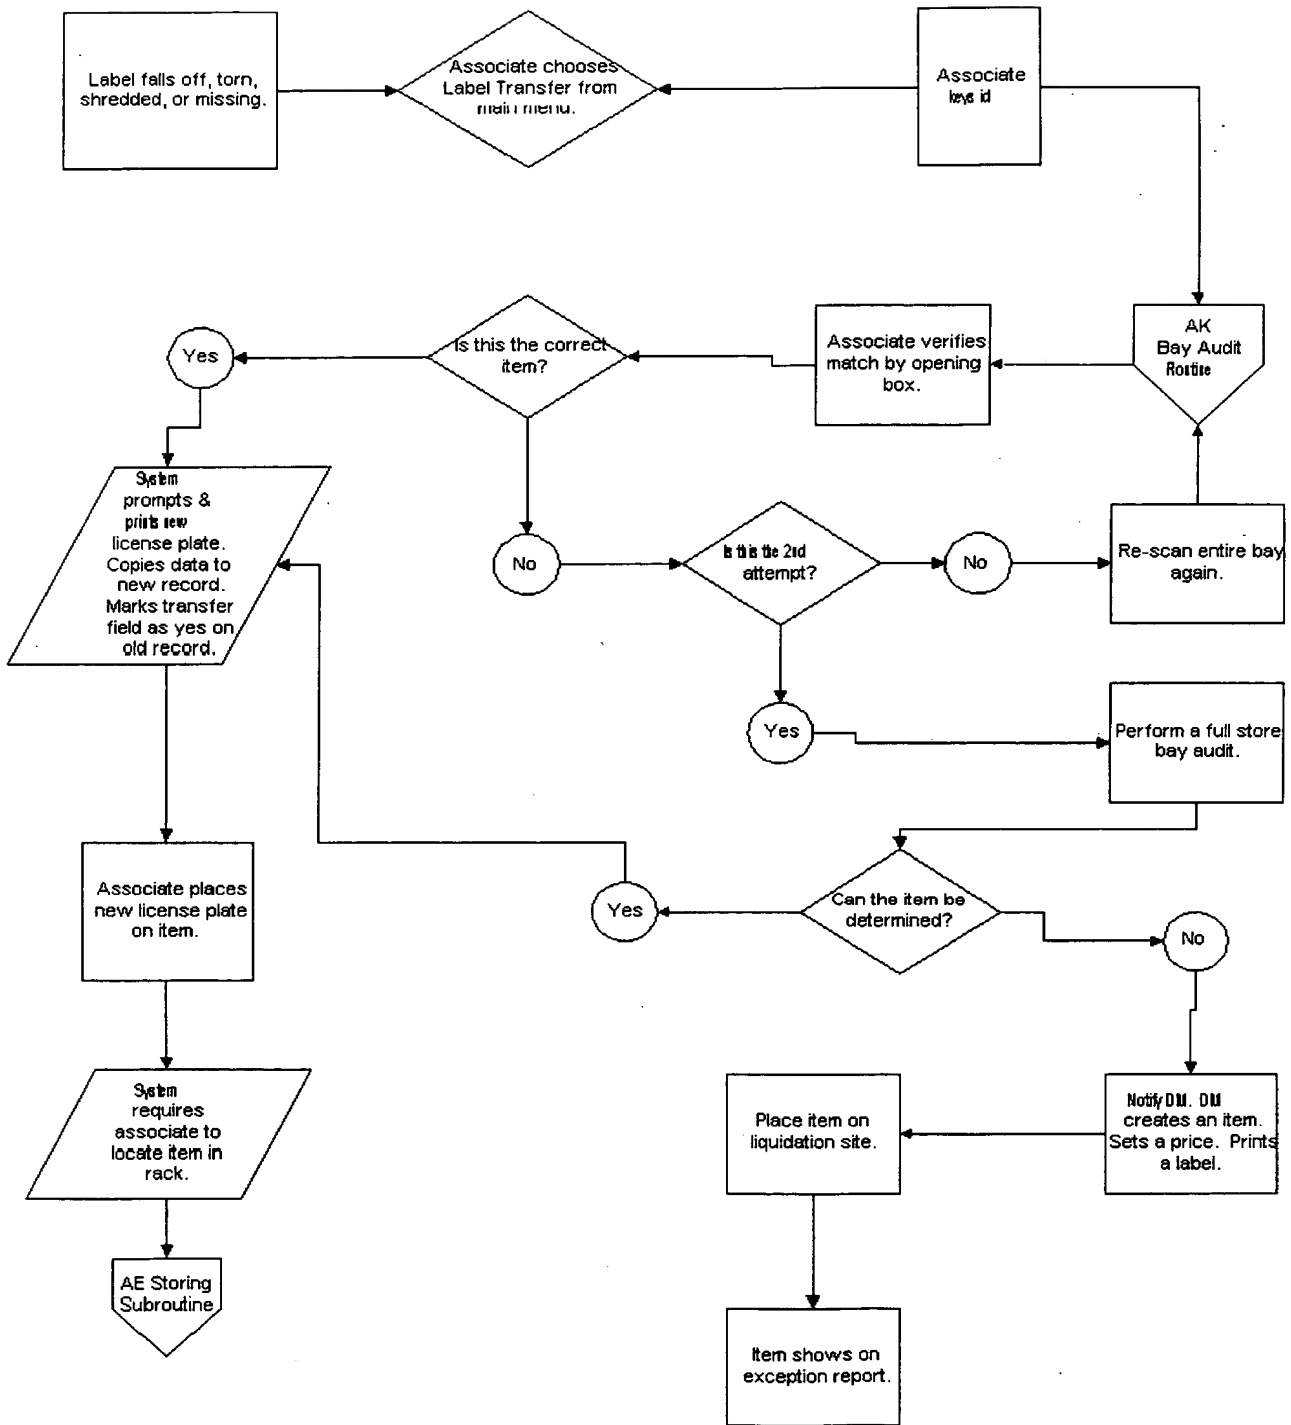 Label falls off, torn,
shredded, or missing.
Associate chooses
Label Transfer from
main menu.
Associate
keys id
AK
Bay Audit
Routine
Associate verifies
match by opening
box.
Is this the correct
item?
Yes
System
prompts &
prints new
license plate.
Copies data to
new record.
Marks transfer
field as yes on
old record.
No
Is this the 2nd
attempt?
No
Re-scan entire bay
again.
Yes
Perform a full store
bay audit.
Can the item be
determined?
Yes
No
Associate places
new license plate
on item.
System
requires
associate to
locate item in
rack.
AE Storing
Subroutine
Notify DM. DM
creates an item.
Sets a price. Prints
a label.
Place item on
liquidation site.
Item shows on
exception report.